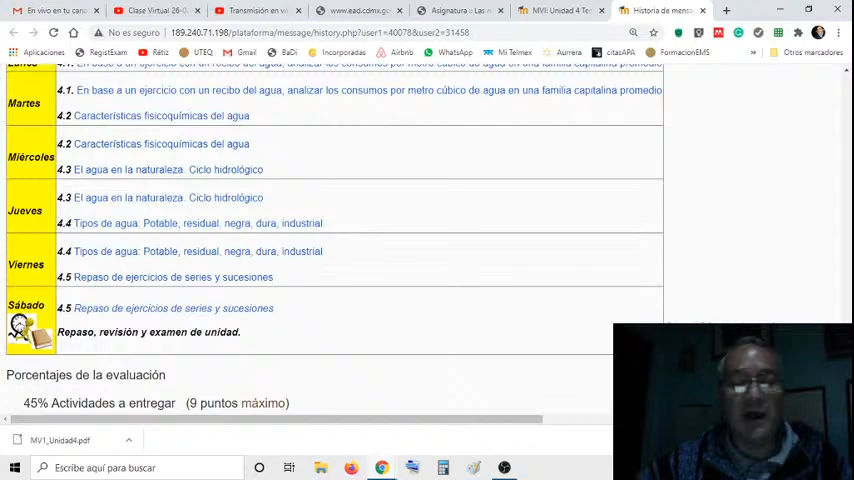 En vivo en tu cana
Clase Virtual 26-0
Transmisión en vi
www.ead.cdmx.go
Asignatura :: Las m
MVI: Unidad 4 Te
Historia de mensa
No es seguro
189.240.71.198/plataforma/message/history.php?user1=40078&user2=31458
Aplicaciones
RegistExam
Rétiz
UTEQ
Gmail
BaDi
Incorporadas
Airbnb
WhatsApp
Mi Telmex
Aurrera
citasAPA
FormacionEMS
»
Otros marcadores
Martes
4.1. En base a un ejercicio con un recibo del agua, analizar los consumos por metro cúbico de agua en una familia capitalina promedio
4.2 Características fisicoquímicas del agua
Miércoles
4.2 Características fisicoquímicas del agua
4.3 El agua en la naturaleza. Ciclo hidrológico
Jueves
4.3 El agua en la naturaleza. Ciclo hidrológico
4.4 Tipos de agua: Potable, residual, negra, dura, industrial
Viernes
4.4 Tipos de agua: Potable, residual, negra, dura, industrial
4.5 Repaso de ejercicios de series y sucesiones
Sábado
4.5 Repaso de ejercicios de series y sucesiones
Repaso, revisión y examen de unidad.
Porcentajes de la evaluación
45% Actividades a entregar (9 puntos máximo)
MV1_Unidad4.pdf
Escribe aquí para buscar